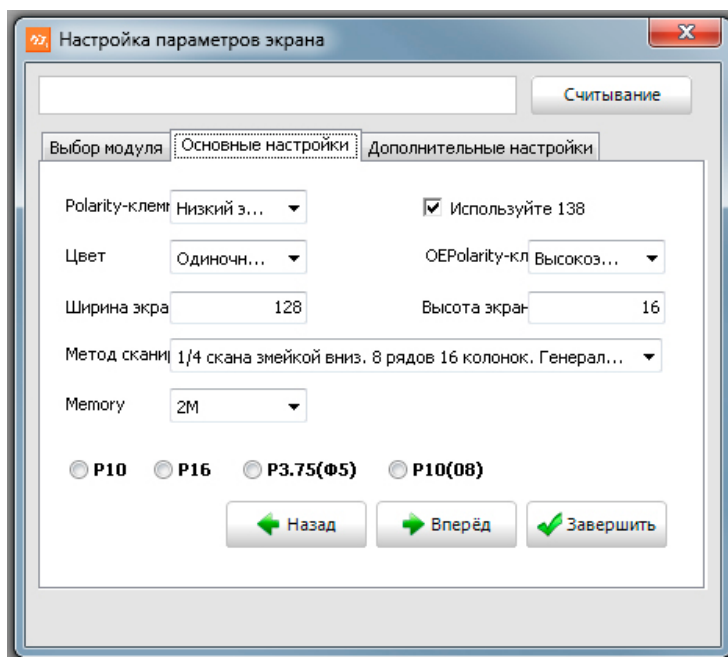 Настройка параметров экрана
Считывание
Выбор модуля Основные настройки Дополнительные настройки
Polarity-клемм Низкий э... Используйте 138
Цвет Одиночн... OEPolarity-кл Высокоэ...
Ширина экра 128 Высота экран 16
Метод скани 1/4 скана змейкой вниз. 8 рядов 16 колонок. Генерал...
Memory 2M
P10 P16 P3.75(Ф5) P10(08)
Назад Вперёд Завершить